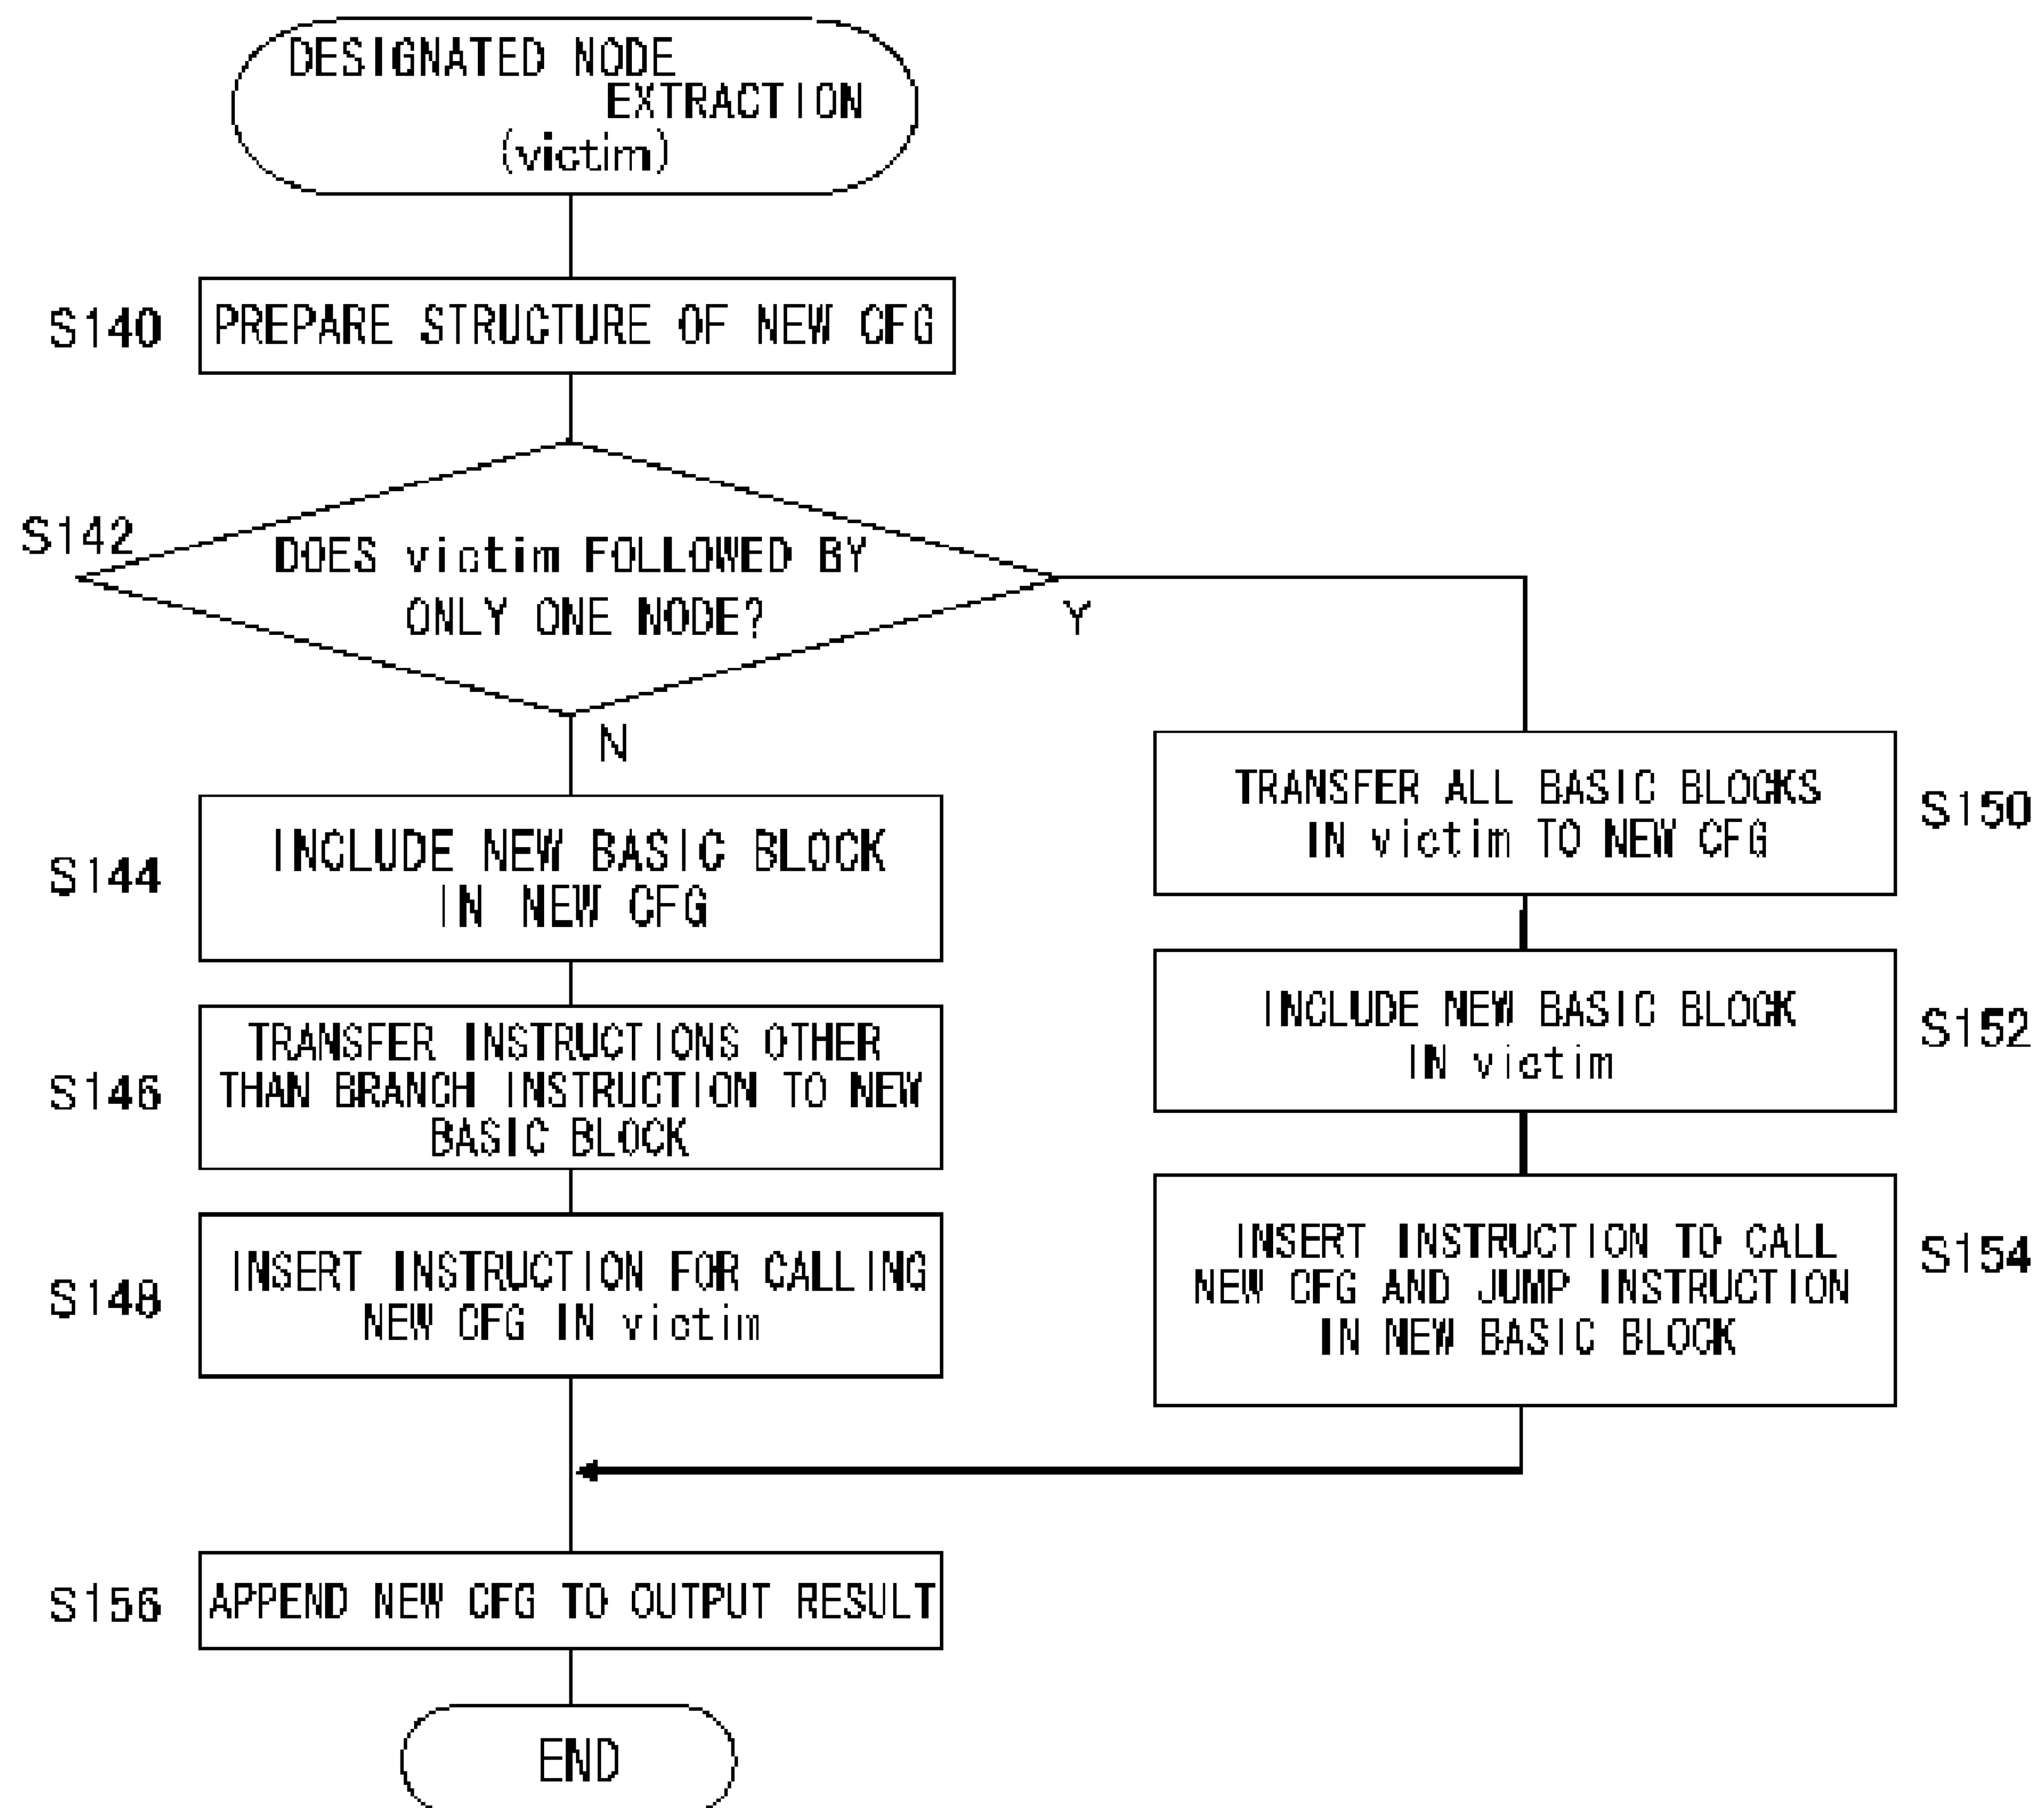 DESIGNATED NODE
EXTRACTION
(victim)
S140
PREPARE STRUCTURE OF NEW CFG
S142
DOES victim FOLLOWED BY
ONLY ONE NODE?
Y
N
S144
INCLUDE NEW BASIC BLOCK
IN NEW CFG
S146
TRANSFER INSTRUCTIONS OTHER
THAN BRANCH INSTRUCTION TO NEW
BASIC BLOCK
S148
INSERT INSTRUCTION FOR CALLING
NEW CFG IN victim
TRANSFER ALL BASIC BLOCKS
IN victim TO NEW CFG
S150
INCLUDE NEW BASIC BLOCK
IN victim
S152
INSERT INSTRUCTION TO CALL
NEW CFG AND JUMP INSTRUCTION
IN NEW BASIC BLOCK
S154
S156
APPEND NEW CFG TO OUTPUT RESULT
END